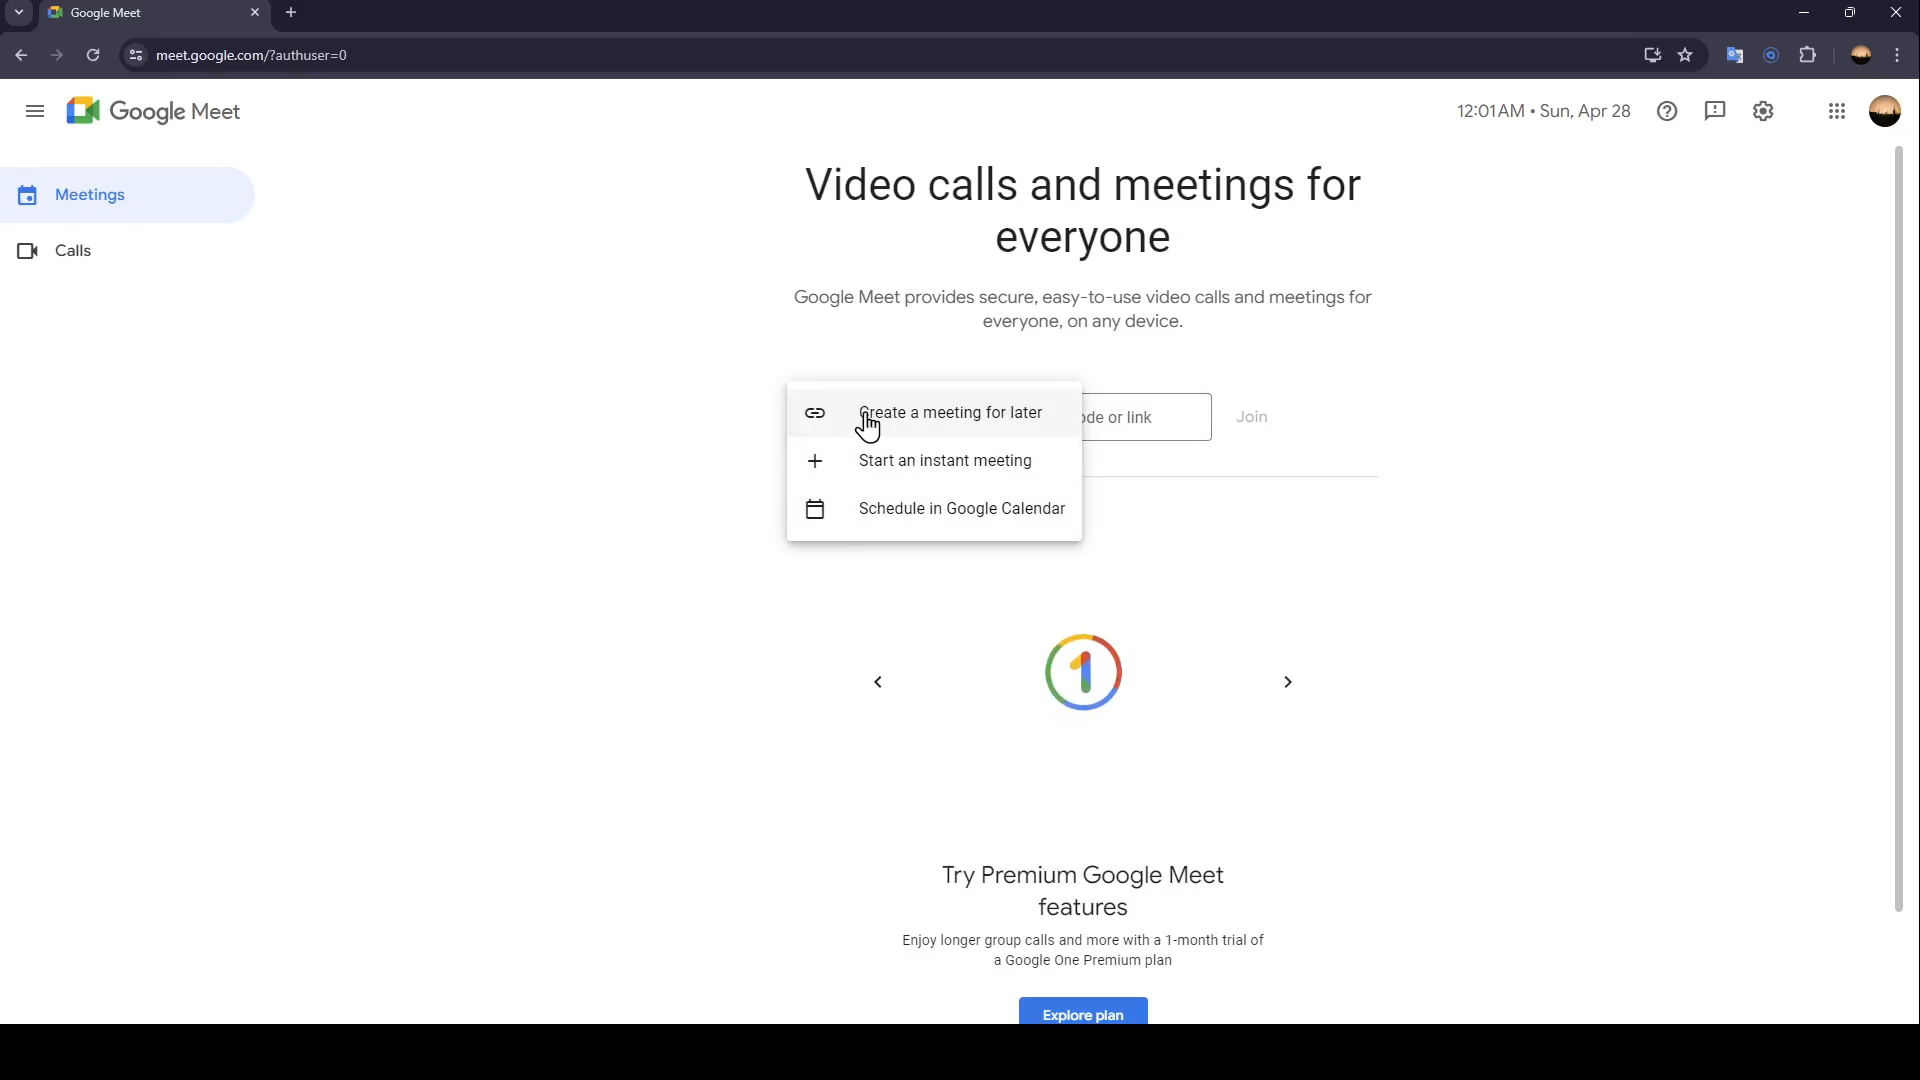 Google Meet
meet.google.com/?authuser=0
Google Meet
12:01 AM • Sun, Apr 28
Meetings
Calls
Video calls and meetings for
everyone
Google Meet provides secure, easy-to-use video calls and meetings for
everyone, on any device.
Create a meeting for later
or link
Join
Start an instant meeting
Schedule in Google Calendar
1
Try Premium Google Meet
features
Enjoy longer group calls and more with a 1-month trial of
a Google One Premium plan
Explore plan